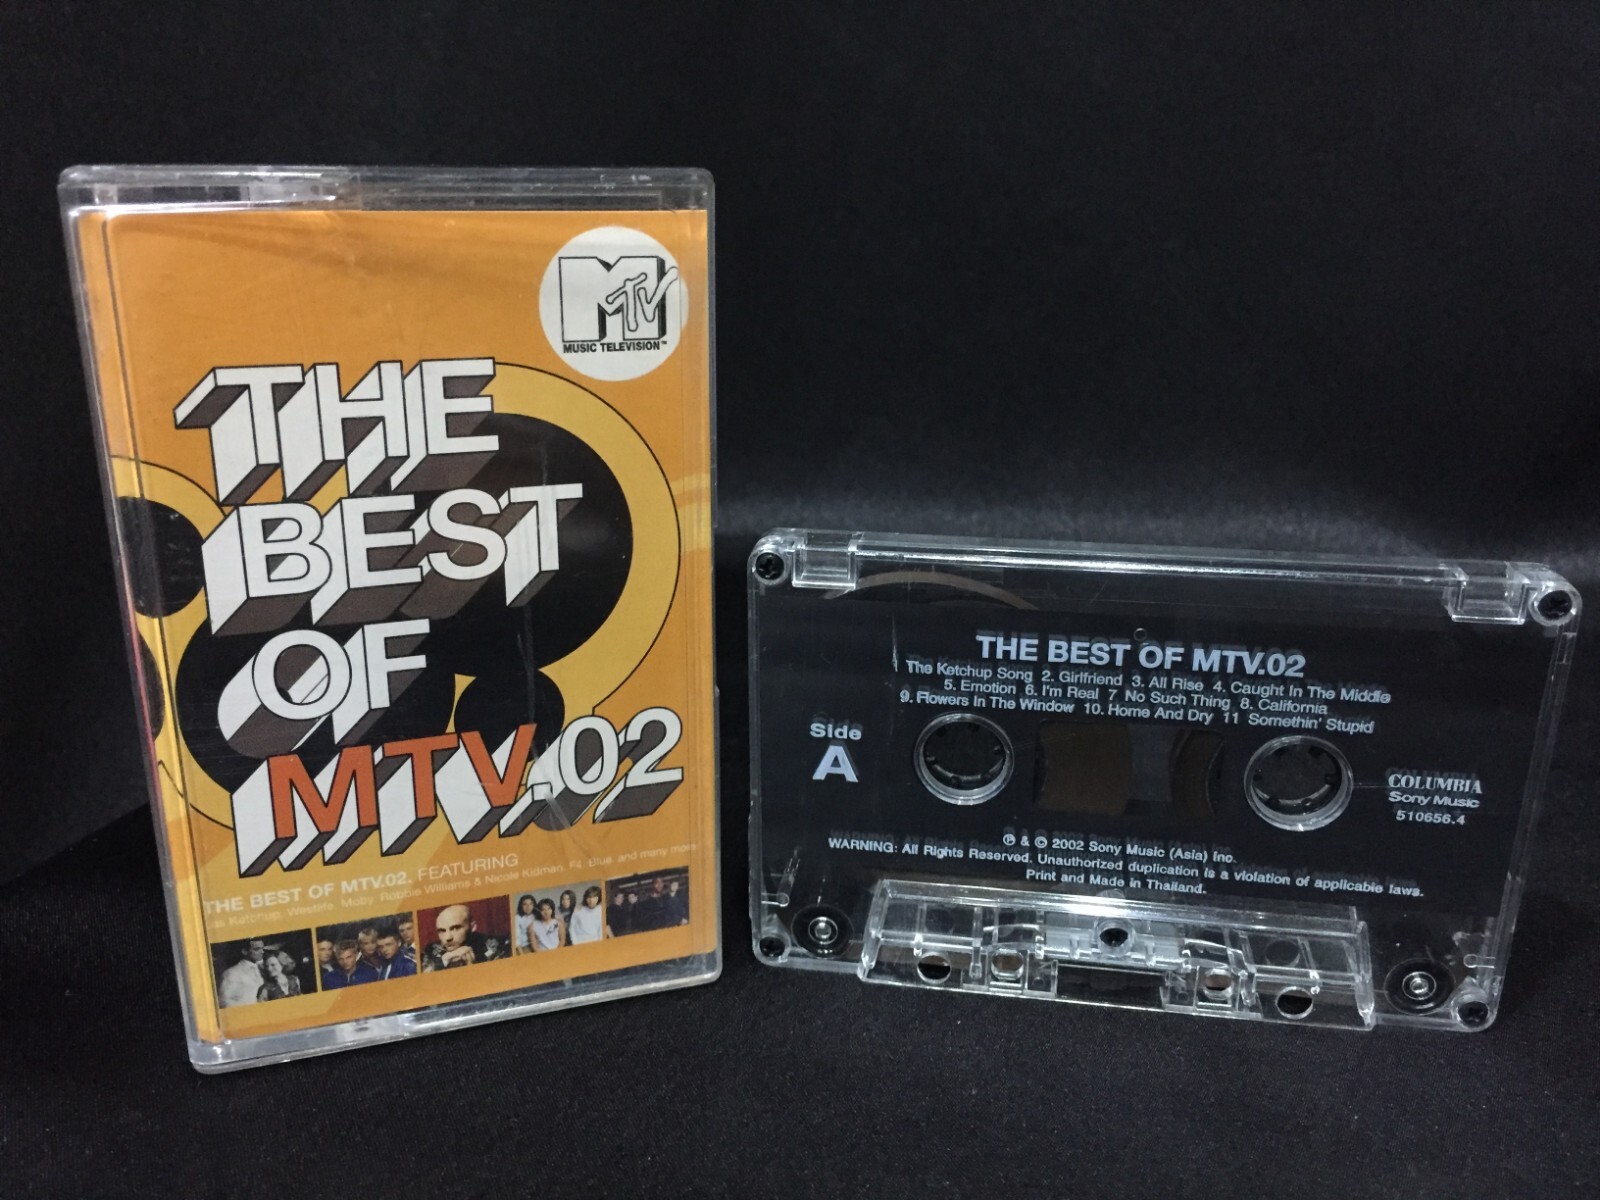 MTV
MUSIC TELEVISION™
THE
BEST
OF
MTV.02
THE BEST OF MTV.02. FEATURING
Las Ketchup, Westlife, Moby, Robbie Williams & Nicole Kidman, F4, Blue, and many more
THE BEST OF MTV.02
The Ketchup Song 2. Girlfriend 3. All Rise 4. Caught In The Middle
5. Emotion 6. I'm Real 7 No Such Thing 8. California
9. Flowers In The Window 10. Home And Dry 11 Somethin' Stupid
Side
A
COLUMBIA
Sony Music
510656.4
℗ & © 2002 Sony Music (Asia) Inc.
WARNING: All Rights Reserved. Unauthorized duplication is a violation of applicable laws.
Print and Made in Thailand.